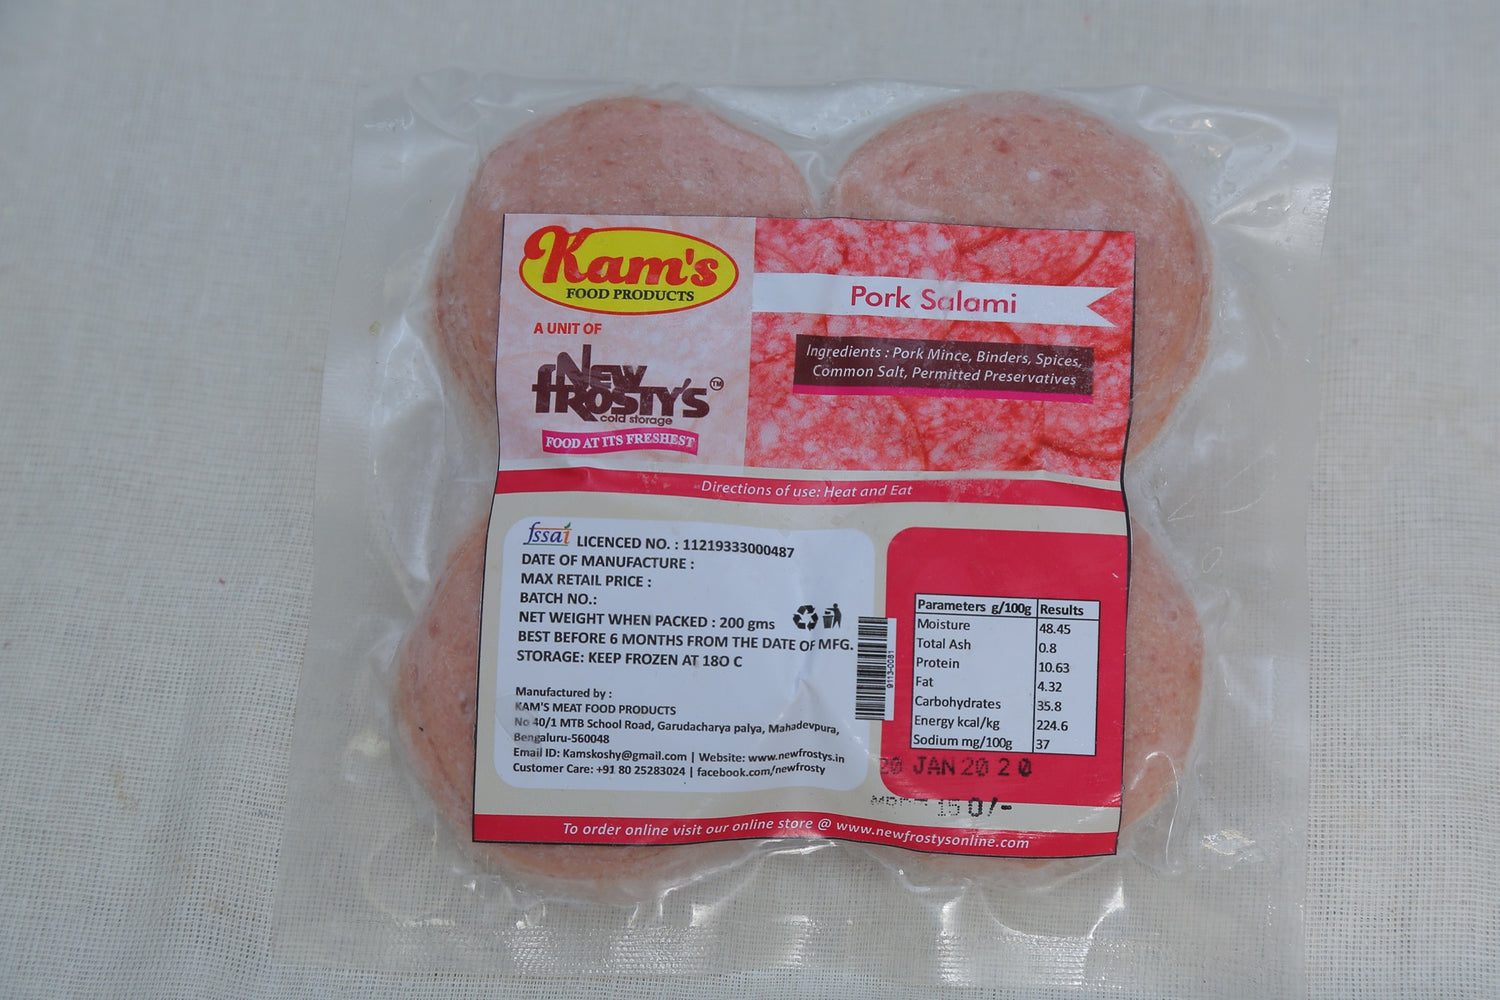 Kam's
FOOD PRODUCTS
A UNIT OF
NEW
fROSTY'S TM
cold storage
FOOD AT ITS FRESHEST
Pork Salami
Ingredients : Pork Mince, Binders, Spices,
Common Salt, Permitted Preservatives
Directions of use: Heat and Eat
fssai LICENCED NO. : 11219333000487
DATE OF MANUFACTURE :
MAX RETAIL PRICE :
BATCH NO.:
NET WEIGHT WHEN PACKED : 200 gms
BEST BEFORE 6 MONTHS FROM THE DATE OF MFG.
STORAGE: KEEP FROZEN AT 18O C
Manufactured by :
KAM'S MEAT FOOD PRODUCTS
No 40/1 MTB School Road, Garudacharya palya, Mahadevpura,
Bengaluru-560048
Email ID: Kamskoshy@gmail.com | Website: www.newfrostys.in
Customer Care: +91 80 25283024 | facebook.com/newfrosty
9113-0081
Parameters g/100g Results
Moisture 48.45
Total Ash 0.8
Protein 10.63
Fat 4.32
Carbohydrates 35.8
Energy kcal/kg 224.6
Sodium mg/100g 37
20 JAN 20 2 0
150/-
To order online visit our online store @ www.newfrostysonline.com